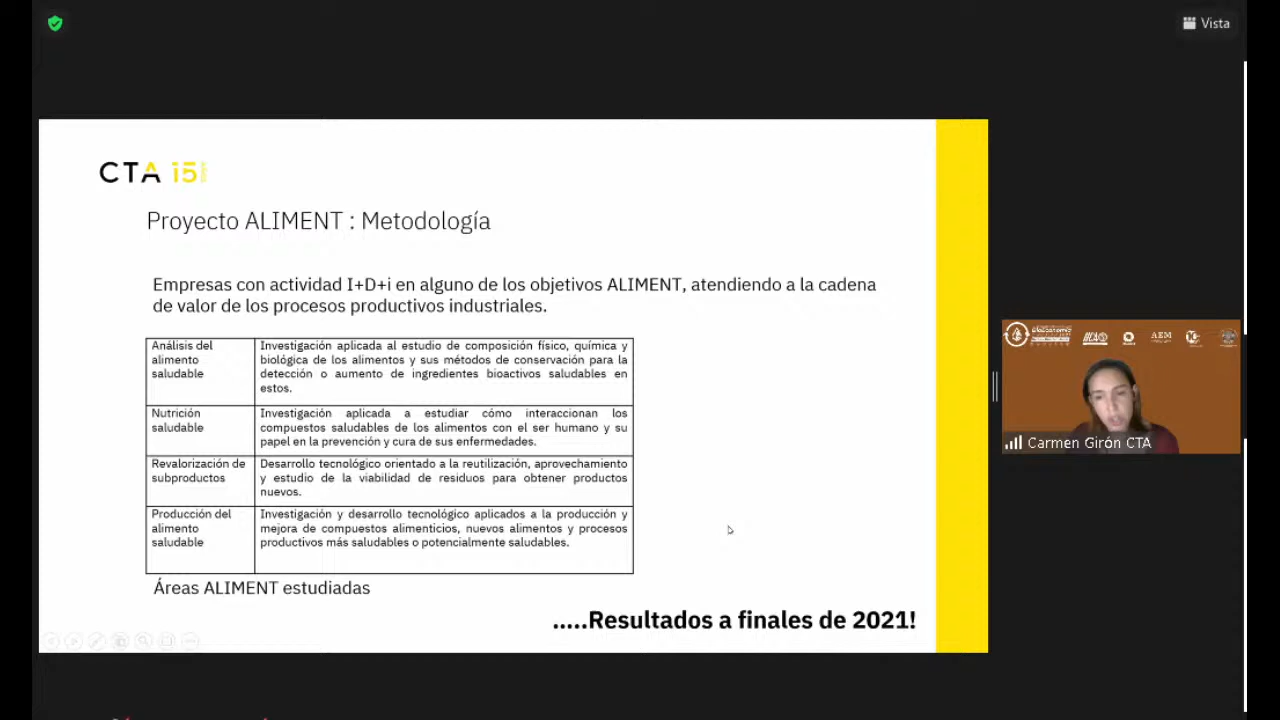 Vista
CTA 15
Proyecto ALIMENT : Metodología
Empresas con actividad I+D+i en alguno de los objetivos ALIMENT, atendiendo a la cadena
de valor de los procesos productivos industriales.
Análisis del
alimento
saludable
Investigación aplicada al estudio de composición físico, química y
biológica de los alimentos y sus métodos de conservación para la
detección o aumento de ingredientes bioactivos saludables en
estos.
Nutrición
saludable
Investigación aplicada a estudiar cómo interaccionan los
compuestos saludables de los alimentos con el ser humano y su
papel en la prevención y cura de sus enfermedades.
Revalorización de
subproductos
Desarrollo tecnológico orientado a la reutilización, aprovechamiento
y estudio de la viabilidad de residuos para obtener productos
nuevos.
Producción del
alimento
saludable
Investigación y desarrollo tecnológico aplicados a la producción y
mejora de compuestos alimenticios, nuevos alimentos y procesos
productivos más saludables o potencialmente saludables.
Áreas ALIMENT estudiadas
.....Resultados a finales de 2021!
BioEconomía
AEM
Carmen Girón CTA